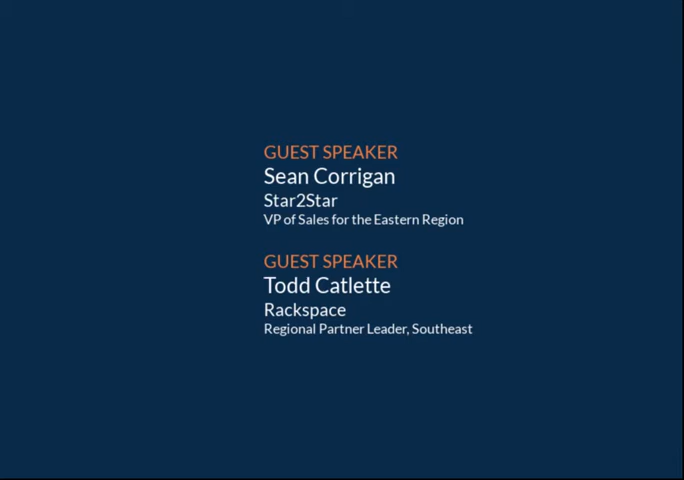 GUEST SPEAKER
Sean Corrigan
Star2Star
VP of Sales for the Eastern Region
GUEST SPEAKER
Todd Catlette
Rackspace
Regional Partner Leader, Southeast